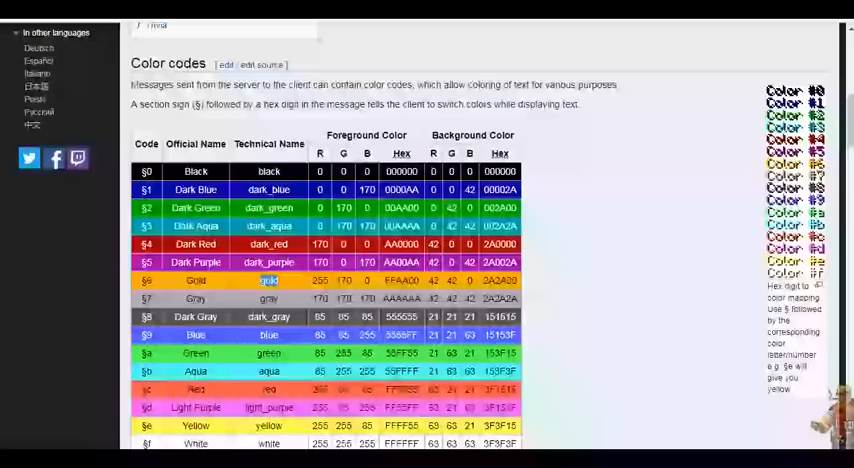 In other languages
Deutsch
Español
Italiano
日本語
Polski
Русский
中文
/ Trivia
Color codes [ edit | edit source ]
Messages sent from the server to the client can contain color codes, which allow coloring of text for various purposes
A section sign (§) followed by a hex digit in the message tells the client to switch colors while displaying text.
Foreground Color Background Color
Code Official Name Technical Name R G B Hex R G B Hex
§0 Black black 0 0 0 000000 0 0 0 000000
§1 Dark Blue dark_blue 0 0 170 0000AA 0 0 42 00002A
§2 Dark Green dark_green 0 170 0 00AA00 0 42 0 002A00
§3 Dark Aqua dark_aqua 0 170 170 00AAAA 0 42 42 002A2A
§4 Dark Red dark_red 170 0 0 AA0000 42 0 0 2A0000
§5 Dark Purple dark_purple 170 0 170 AA00AA 42 0 42 2A002A
§6 Gold gold 255 170 0 FFAA00 42 42 0 2A2A00
§7 Gray gray 170 170 170 AAAAAA 42 42 42 2A2A2A
§8 Dark Gray dark_gray 85 85 85 555555 21 21 21 151515
§9 Blue blue 85 85 255 5555FF 21 21 63 15153F
§a Green green 85 255 85 55FF55 21 63 21 153F15
§b Aqua aqua 85 255 255 55FFFF 21 63 63 153F3F
§c Red red 255 85 85 FF5555 63 21 21 3F1515
§d Light Purple light_purple 255 85 255 FF55FF 63 21 63 3F153F
§e Yellow yellow 255 255 85 FFFF55 63 63 21 3F3F15
§f White white 255 255 255 FFFFFF 63 63 63 3F3F3F
Color #0
Color #1
Color #2
Color #3
Color #4
Color #5
Color #6
Color #7
Color #8
Color #9
Color #a
Color #b
Color #c
Color #d
Color #e
Color #f
Hex digit to
color mapping
Use § followed
by the
corresponding
color
letter/number
e.g. §e will
give you
yellow